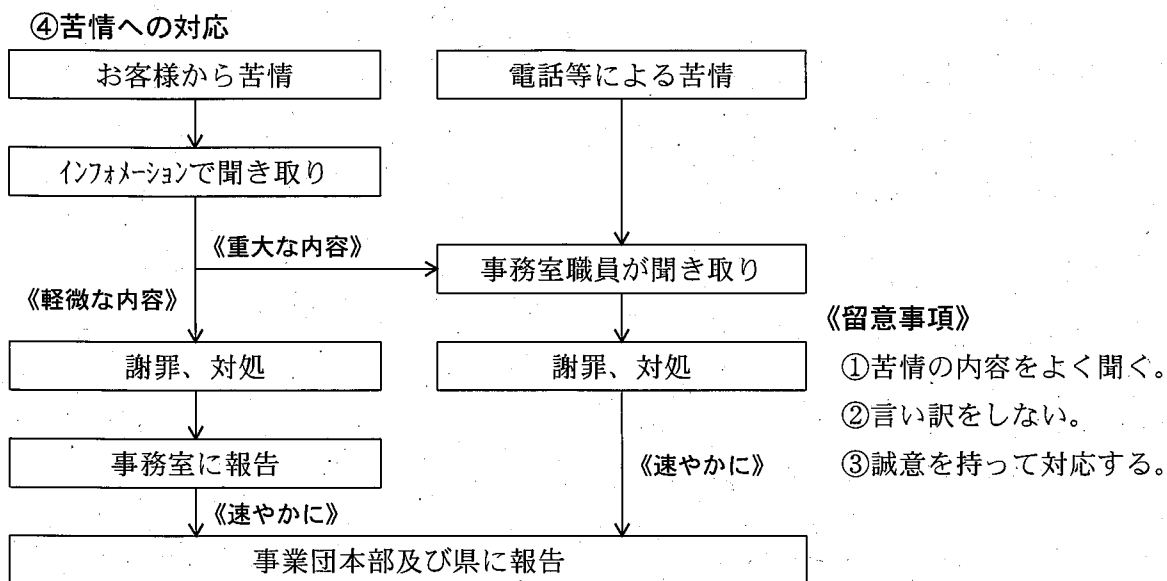 ④苦情への対応
お客様から苦情
電話等による苦情
インフォメーションで聞き取り
《重大な内容》
事務室職員が聞き取り
《軽微な内容》
《留意事項》
謝罪、対処
謝罪、対処
①苦情の内容をよく聞く。
②言い訳をしない。
事務室に報告
《速やかに》
③誠意を持って対応する。
《速やかに》
事業団本部及び県に報告